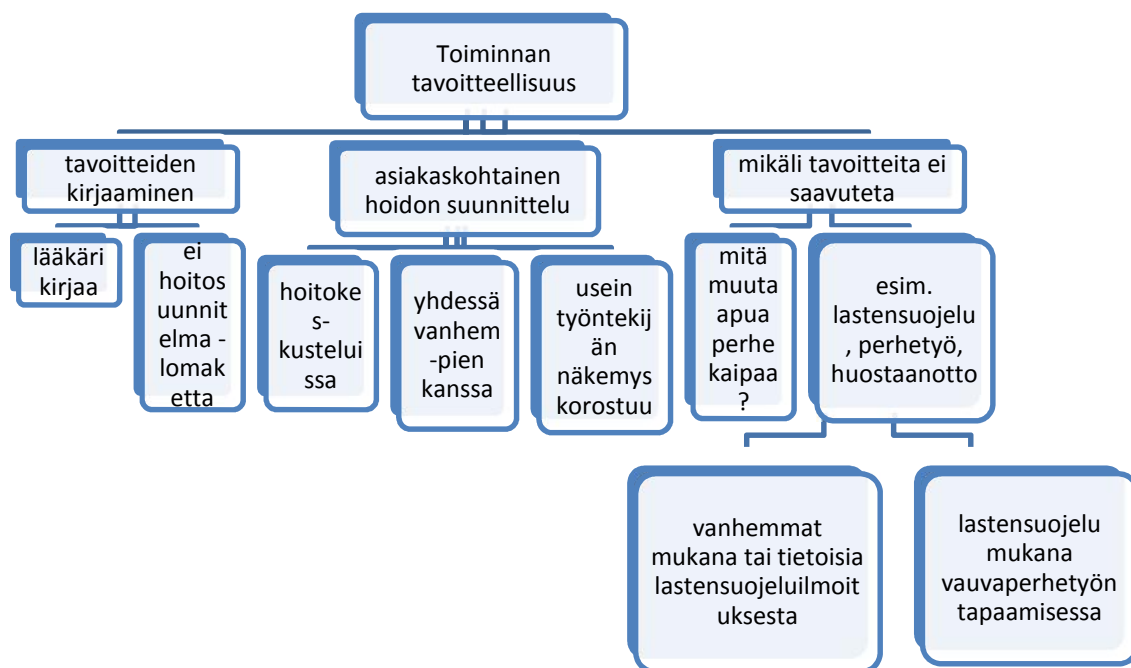 Toiminnan
tavoitteellisuus
tavoitteiden
kirjaaminen
asiakaskohtainen
hoidon suunnittelu
mikäli tavoitteita ei
saavuteta
lääkäri
kirjaa
ei
hoitos
uunnit
elma -
lomak
etta
hoitokes
s-
kustelui
ssa
yhdessä
vanhem
-pien
kanssa
usein
työntekij
än
näkemys
korostuu
mitä
muuta
apua
perhe
kaipaa
?
esim.
lastensuojelu
, perhetyö,
huostaanotto
vanhemmat
mukana tai tietoisia
lastensuojeluilmoit
uksesta
lastensuojelu
mukana
vauvaperhetyön
tapaamisessa